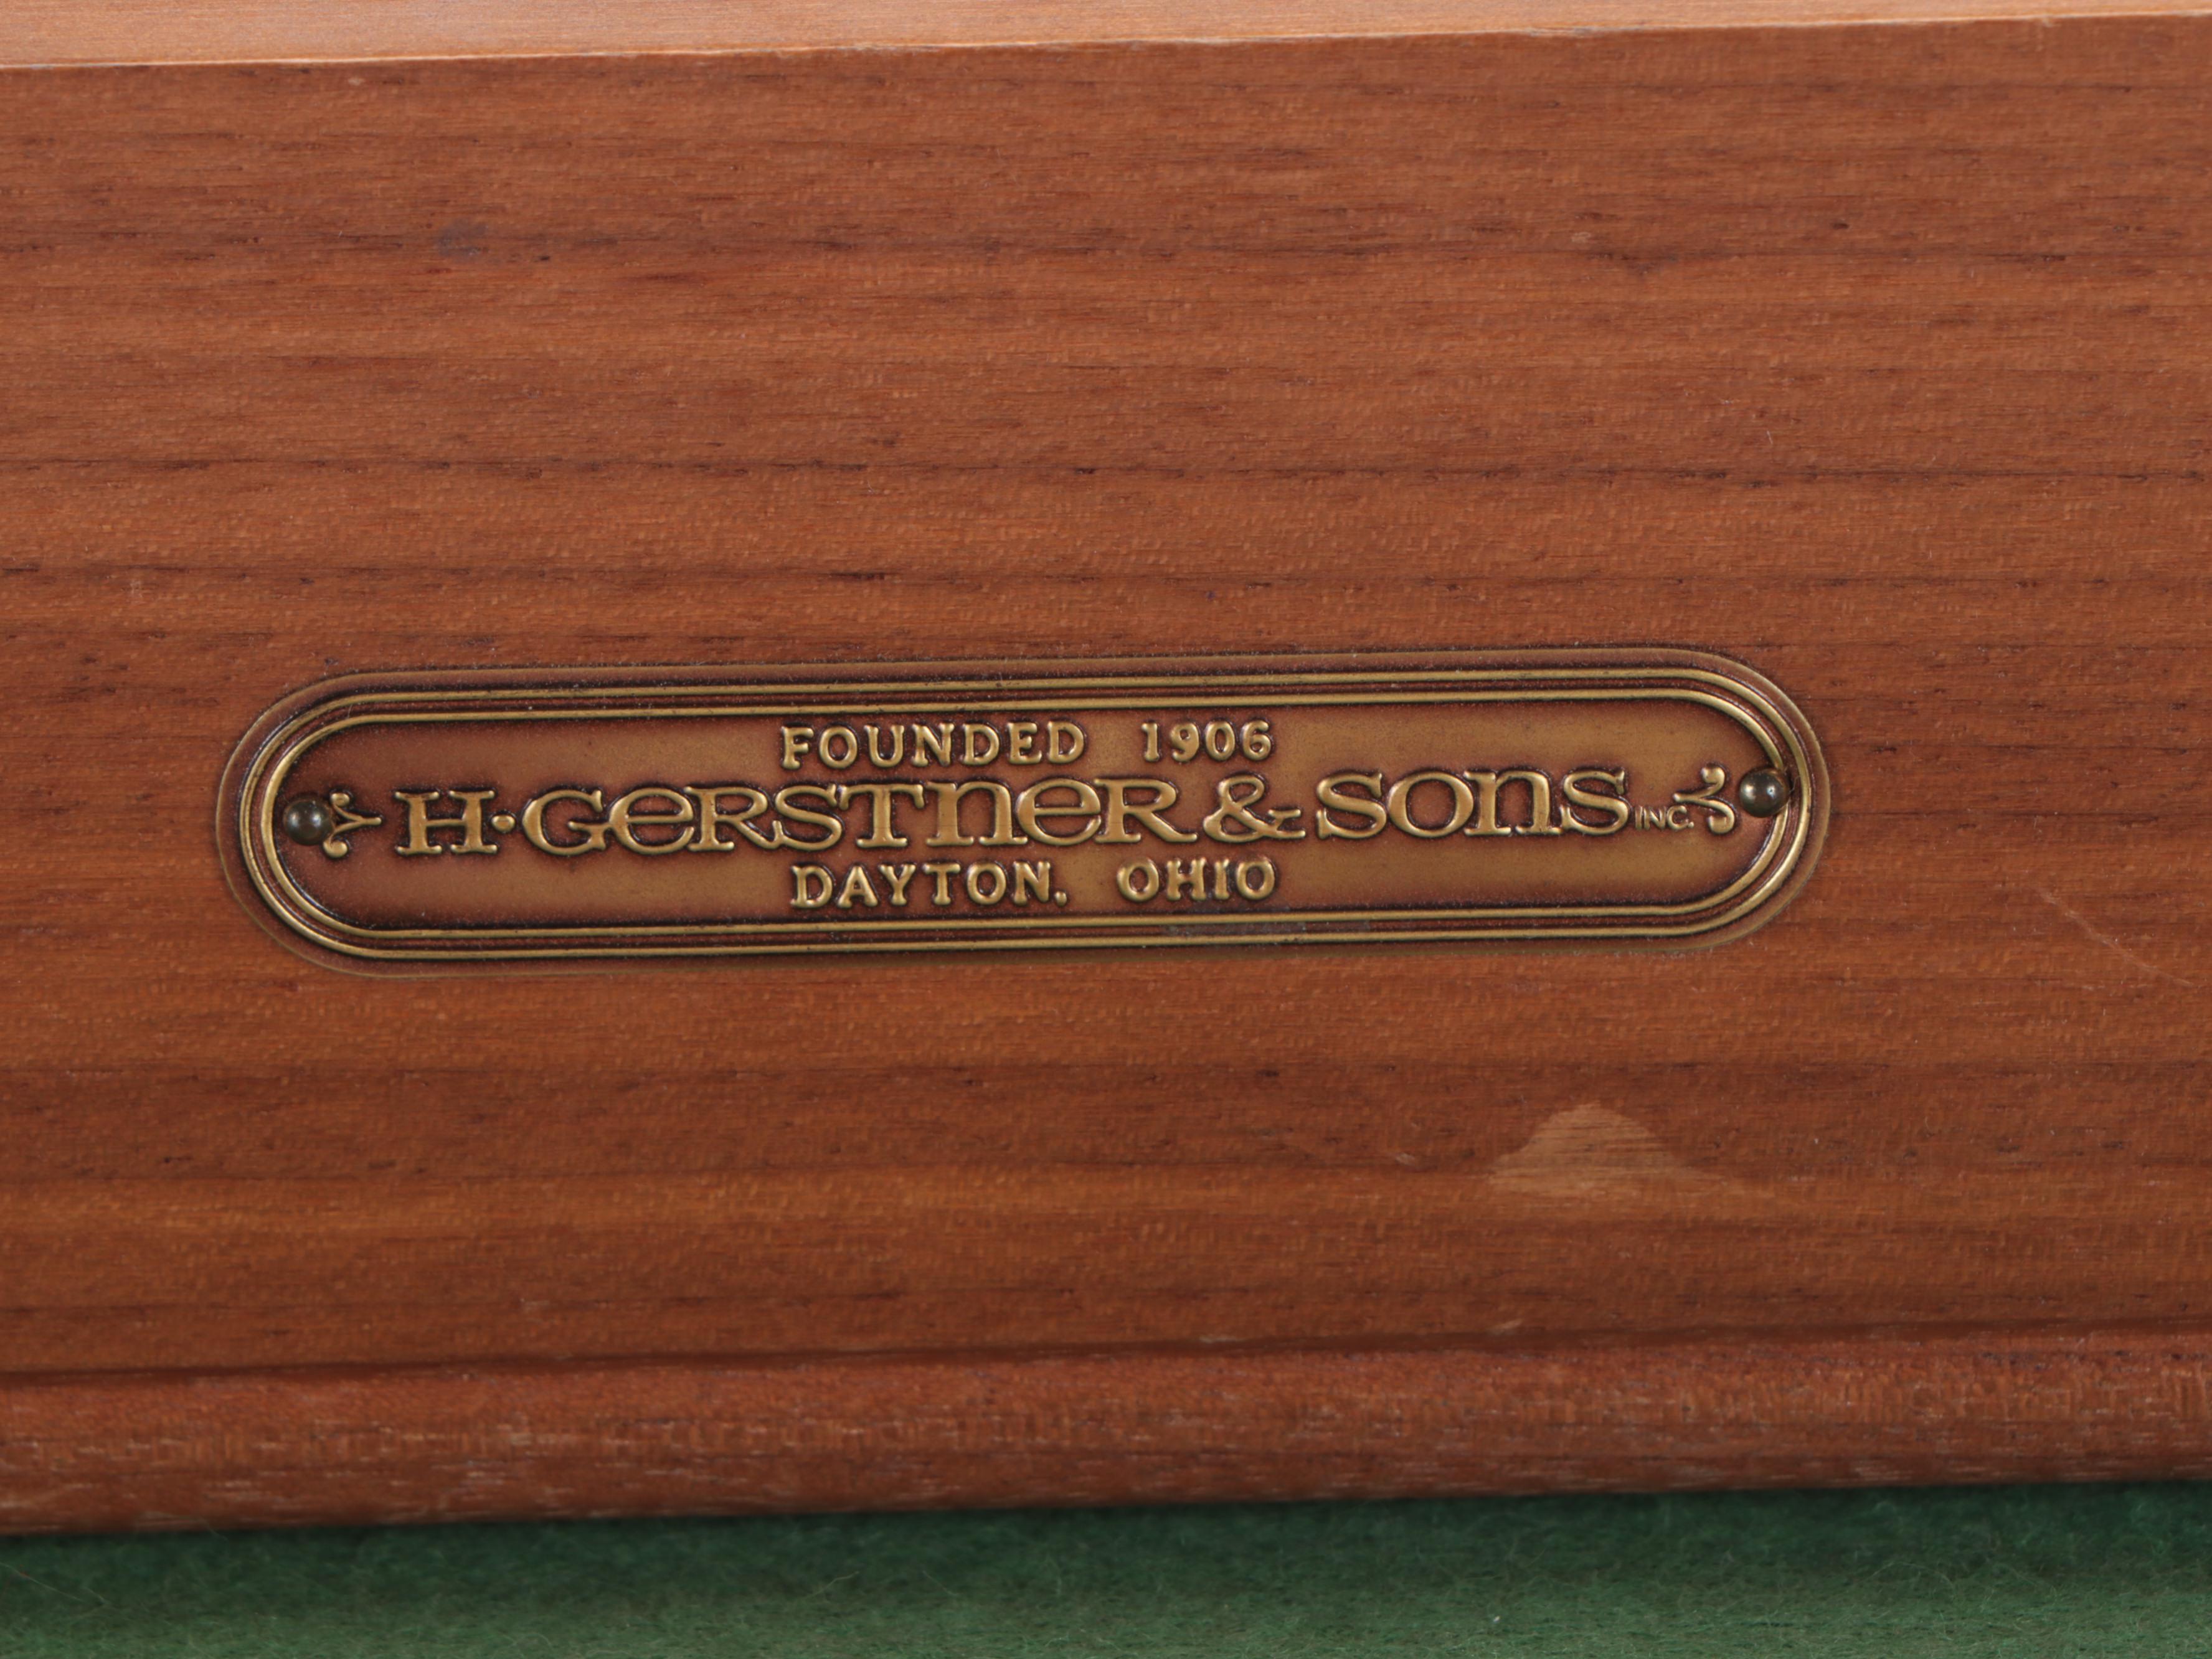 FOUNDED 1906
H·GERSTNER & SONS INC.
DAYTON, OHIO